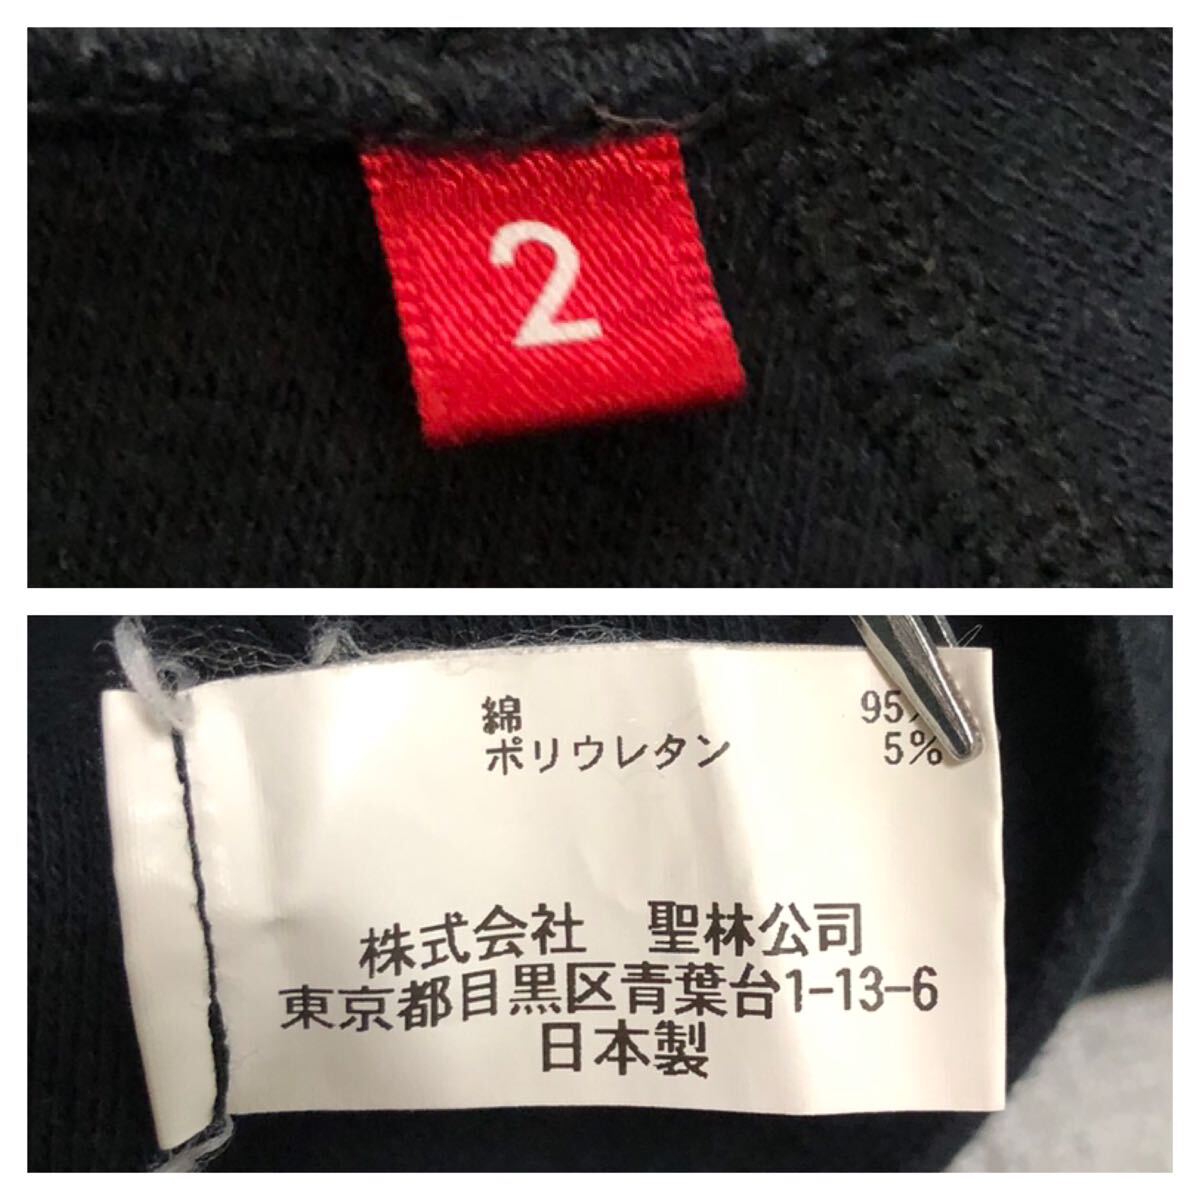 2
綿 95%
ポリウレタン 5%
株式会社 聖林公司
東京都目黒区青葉台1-13-6
日本製